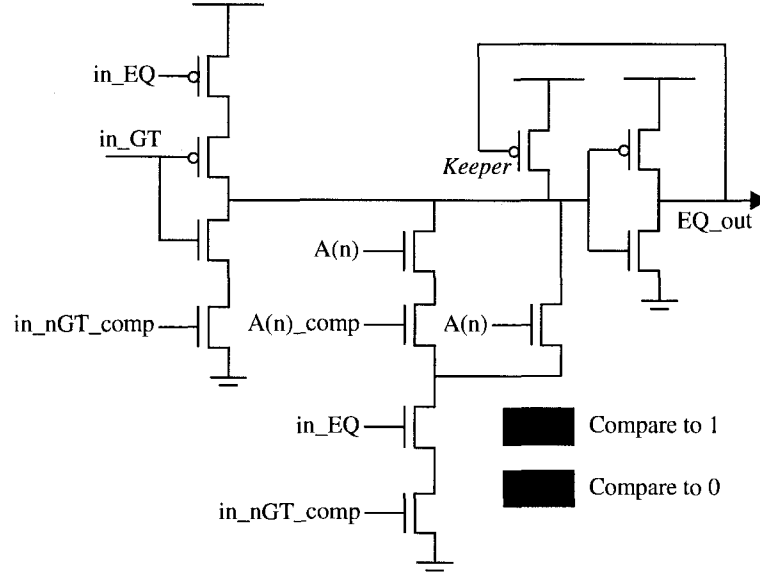 in_EQ
in_GT
Keeper
EQ_out
A(n)
in_nGT_comp
A(n)_comp
A(n)
in_EQ
Compare to 1
Compare to 0
in_nGT_comp